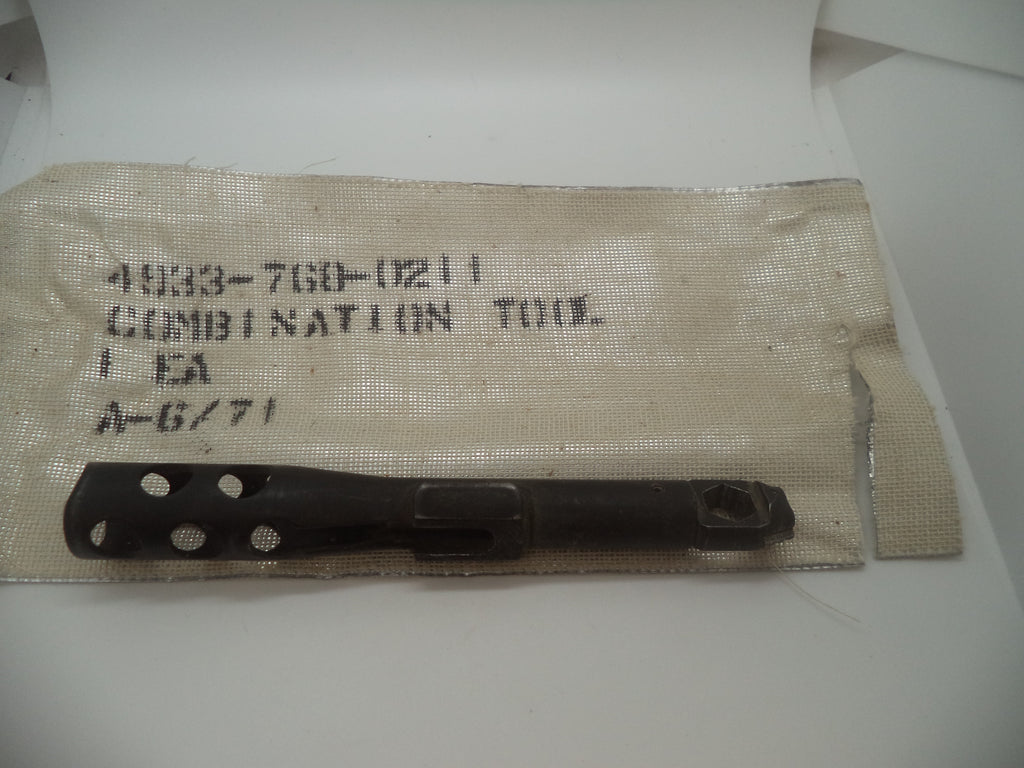 4933-760-0211
COMBINATION TOOL
1 EA
A-6/71